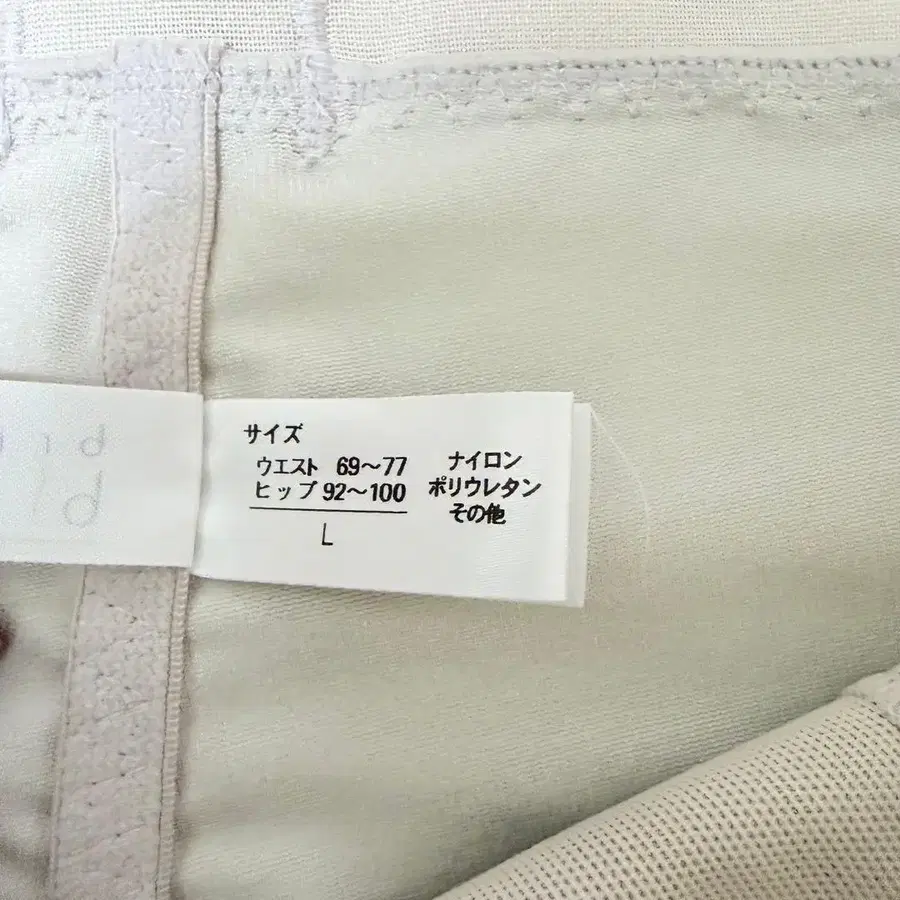 サイズ
ウエスト 69～77
ヒップ 92～100
L
ナイロン
ポリウレタン
その他